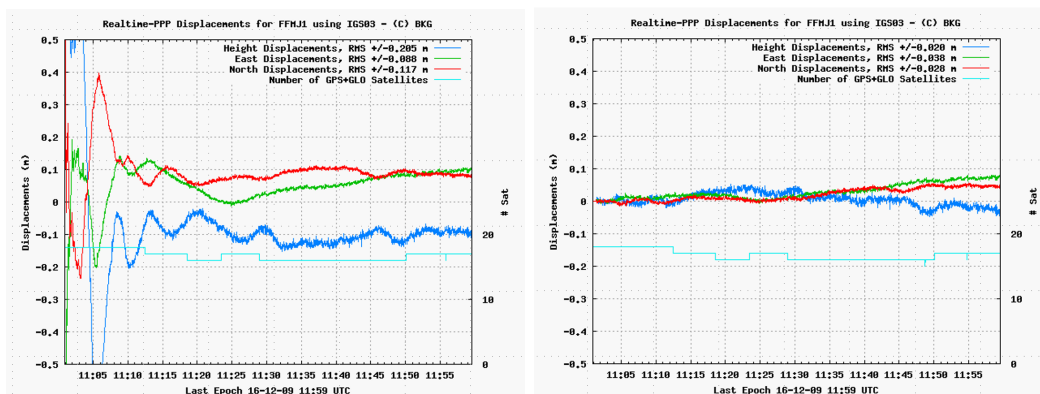 Realtime-PPP Displacements for FFMJ1 using IGS03 - (C) BKG
Height Displacements, RMS +/-0.205 m
East Displacements, RMS +/-0.088 m
North Displacements, RMS +/-0.117 m
Number of GPS+GLO Satellites
0.5
0.4
0.3
0.2
0.1
0
-0.1
-0.2
-0.3
-0.4
-0.5
Displacements (m)
20
10
0
# Sat
11:05 11:10 11:15 11:20 11:25 11:30 11:35 11:40 11:45 11:50 11:55
Last Epoch 16-12-09 11:59 UTC
Realtime-PPP Displacements for FFMJ1 using IGS03 - (C) BKG
Height Displacements, RMS +/-0.020 m
East Displacements, RMS +/-0.038 m
North Displacements, RMS +/-0.028 m
Number of GPS+GLO Satellites
0.5
0.4
0.3
0.2
0.1
0
-0.1
-0.2
-0.3
-0.4
-0.5
Displacements (m)
20
10
0
# Sat
11:05 11:10 11:15 11:20 11:25 11:30 11:35 11:40 11:45 11:50 11:55
Last Epoch 16-12-09 11:59 UTC